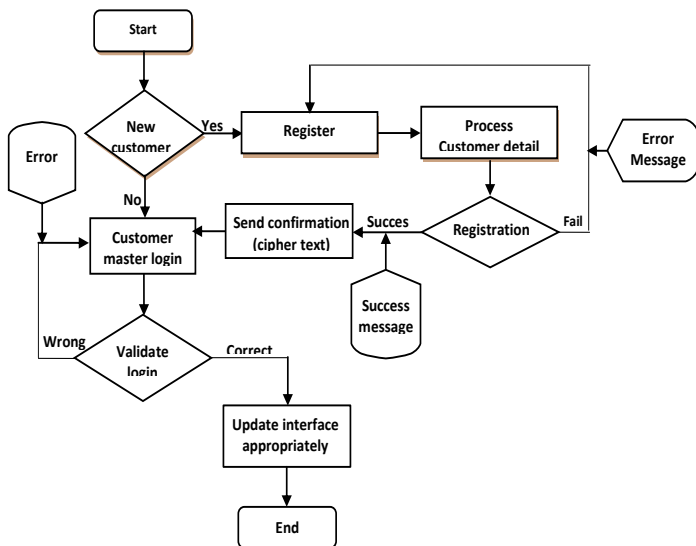 Start
New
customer
Yes
Register
Process
Customer detail
Error
Error
Message
No
Customer
master login
Send confirmation
(cipher text)
Succes
Registration
Fail
Success
message
Wrong
Validate
login
Correct
Update interface
appropriately
End